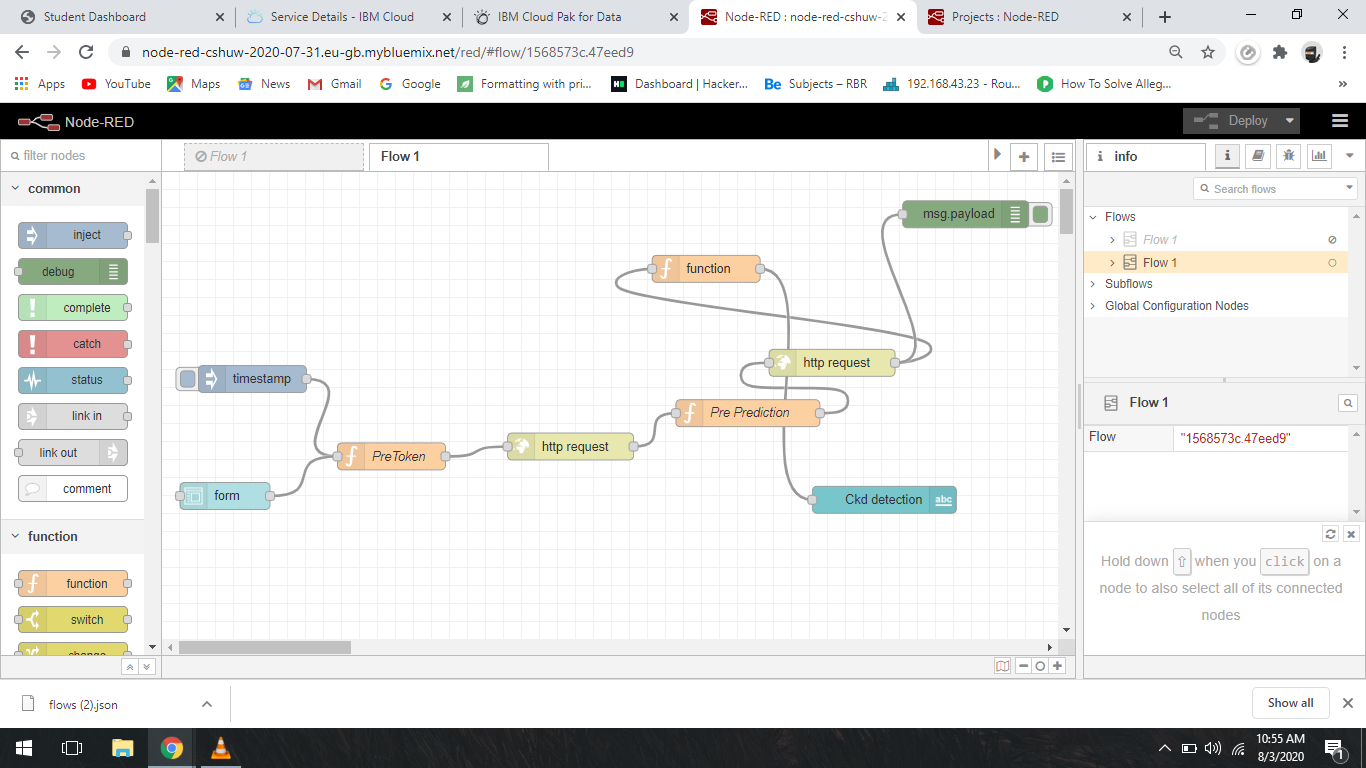 Student Dashboard
Service Details - IBM Cloud
IBM Cloud Pak for Data
Node-RED : node-red-cshuw-2
Projects : Node-RED
node-red-cshuw-2020-07-31.eu-gb.mybluemix.net/red/#flow/1568573c.47eed9
Apps
YouTube
Maps
News
Gmail
Google
Formatting with pri...
Dashboard | Hacker...
Subjects – RBR
192.168.43.23 - Rou...
How To Solve Alleg...
Node-RED
Deploy
filter nodes
Flow 1
Flow 1
info
common
Search flows
inject
debug
complete
catch
status
link in
link out
comment
function
function
switch
change
msg.payload
function
http request
timestamp
Pre Prediction
http request
PreToken
form
Ckd detection
abc
Flows
Flow 1
Flow 1
Subflows
Global Configuration Nodes
Flow 1
Flow
"1568573c.47eed9"
Hold down ⇧ when you click on a
node to also select all of its connected
nodes
flows (2).json
Show all
10:55 AM
8/3/2020
1